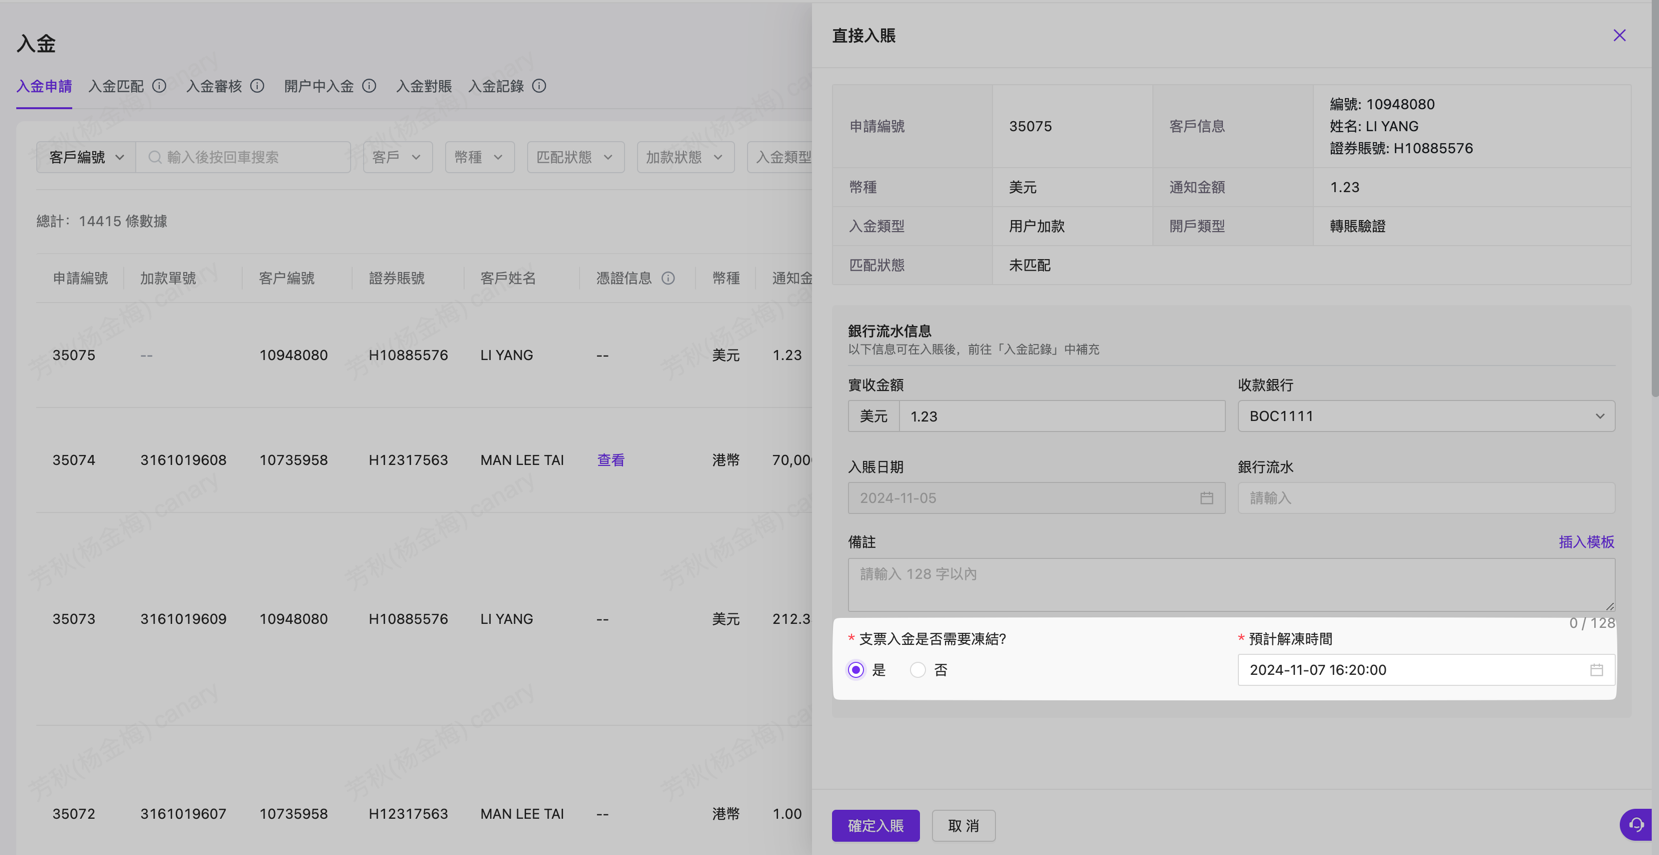 入金
入金申請 入金匹配 入金審核 開户中入金 入金對賬 入金記錄
客戶編號 輸入後按回車搜索 客戶 幣種 匹配狀態 加款狀態 入金類型
總計： 14415 條數據
申請編號 加款單號 客户編號 證券賬號 客戶姓名 憑證信息 幣種 通知金
35075 -- 10948080 H10885576 LI YANG -- 美元 1.23
35074 3161019608 10735958 H12317563 MAN LEE TAI 查看 港幣 70,00
35073 3161019609 10948080 H10885576 LI YANG -- 美元 212.3
35072 3161019607 10735958 H12317563 MAN LEE TAI -- 港幣 1.00
芳秋(杨金梅) canary
直接入賬
申請編號 35075 客戶信息
編號: 10948080
姓名: LI YANG
證券賬號: H10885576
幣種 美元 通知金額 1.23
入金類型 用户加款 開戶類型 轉賬驗證
匹配狀態 未匹配
銀行流水信息
以下信息可在入賬後，前往「入金記錄」中補充
實收金額 收款銀行
美元 1.23 BOC1111
入賬日期 銀行流水
2024-11-05 請輸入
備註 插入模板
請輸入 128 字以內
0 / 128
* 支票入金是否需要凍結? * 預計解凍時間
是 否 2024-11-07 16:20:00
確定入賬 取 消